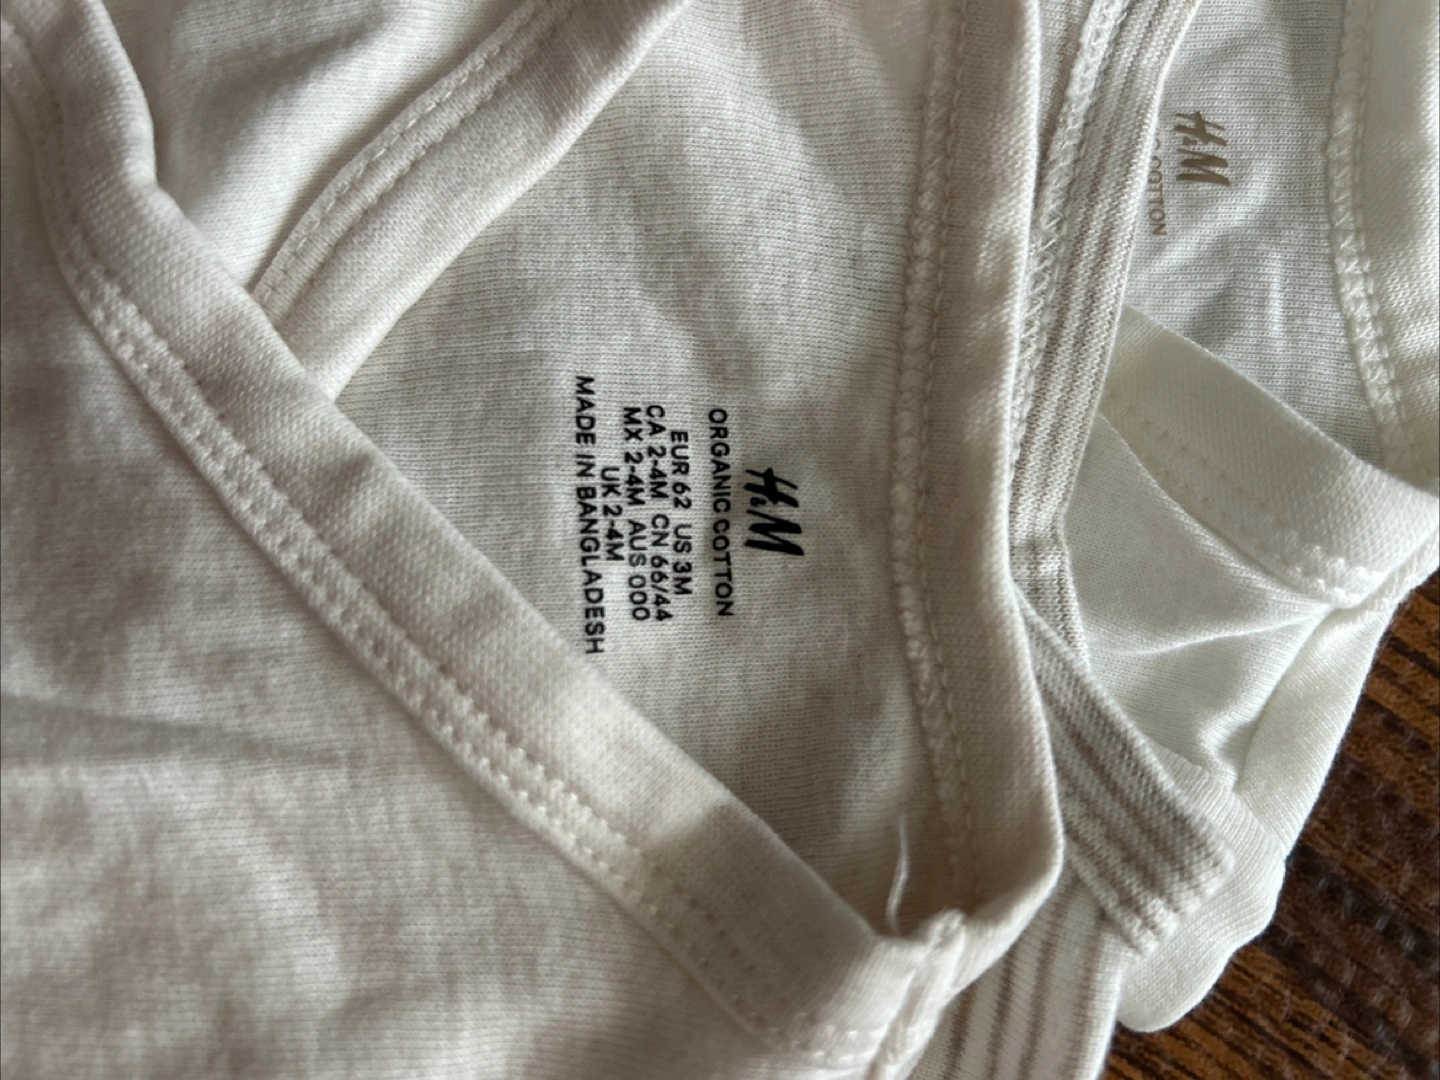 H&M
ORGANIC COTTON
EUR 62 US 3M
CA 2-4M CN 66/44
MX 2-4M AUS 000
UK 2-4M
MADE IN BANGLADESH
H&M
COTTON